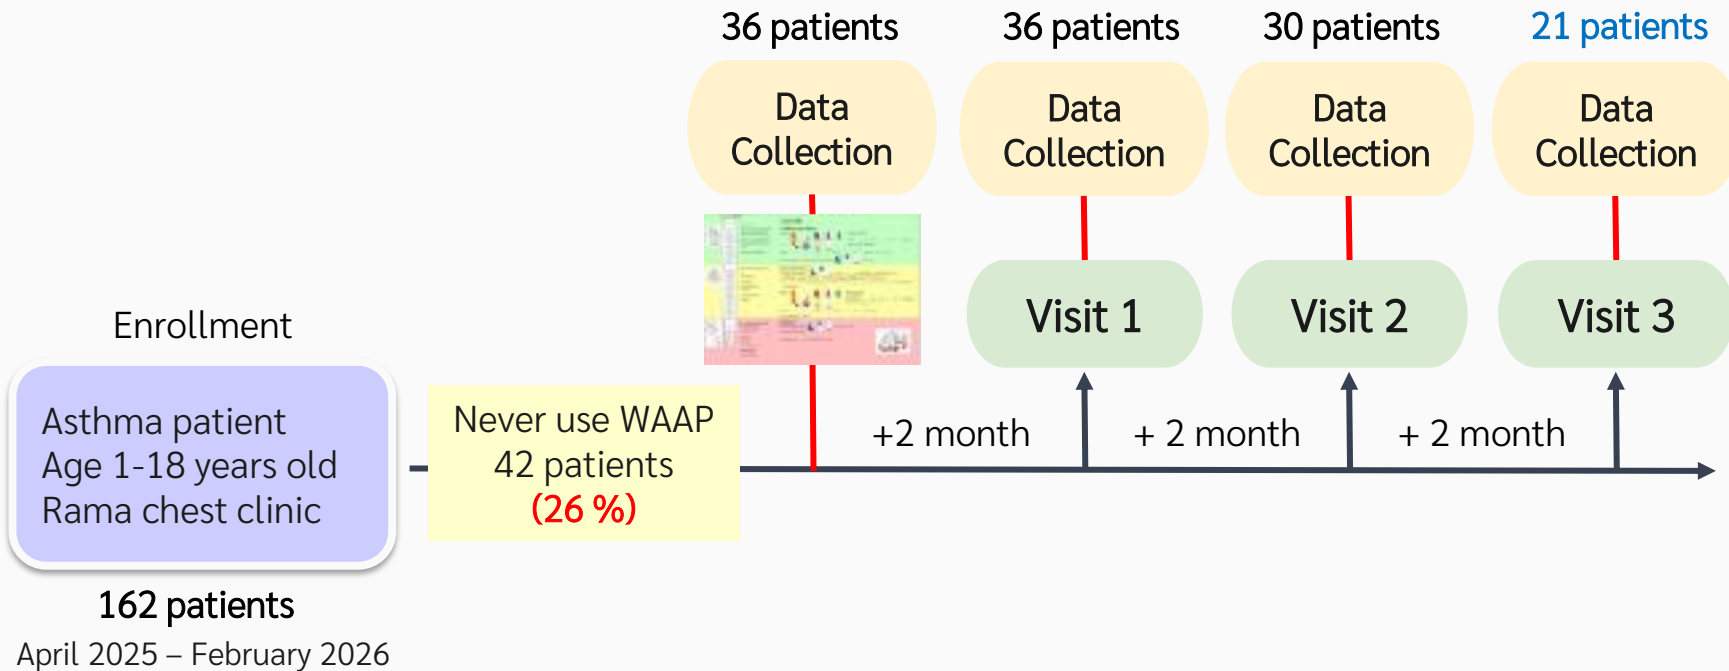 36 patients
36 patients
30 patients
21 patients
Data
Collection
Data
Collection
Data
Collection
Data
Collection
Visit 1
Visit 2
Visit 3
Enrollment
Asthma patient
Age 1-18 years old
Rama chest clinic
Never use WAAP
42 patients
(26 %)
+2 month
+ 2 month
+ 2 month
162 patients
April 2025 – February 2026